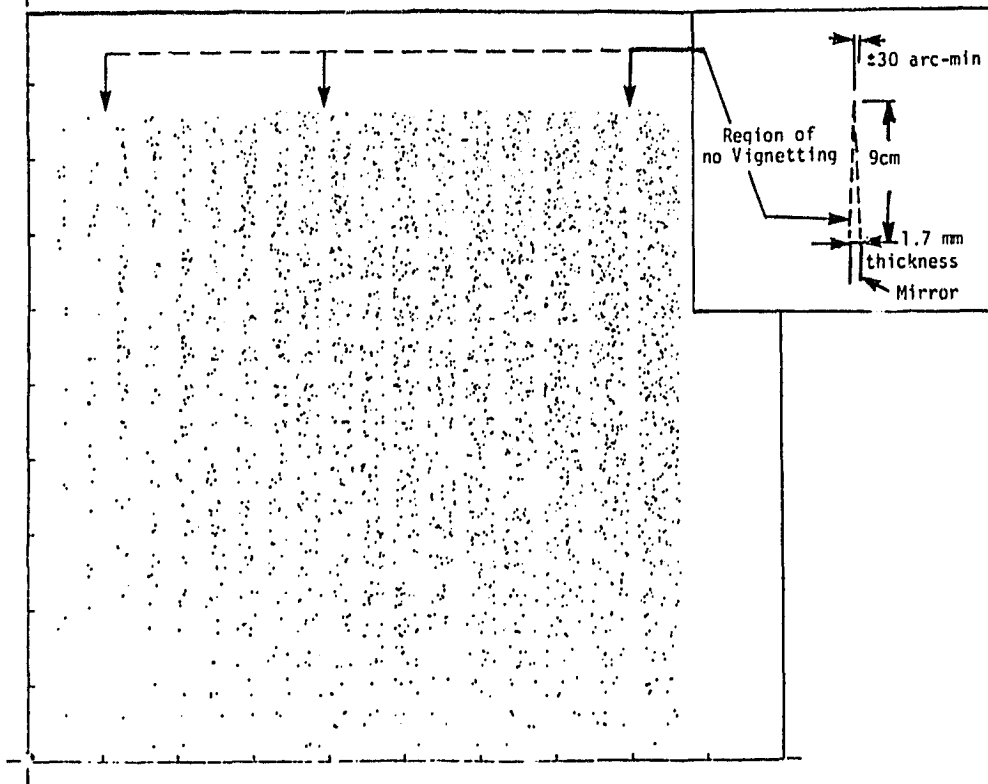 ±30 arc-min
Region of
no Vignetting
9cm
1.7 mm
thickness
Mirror